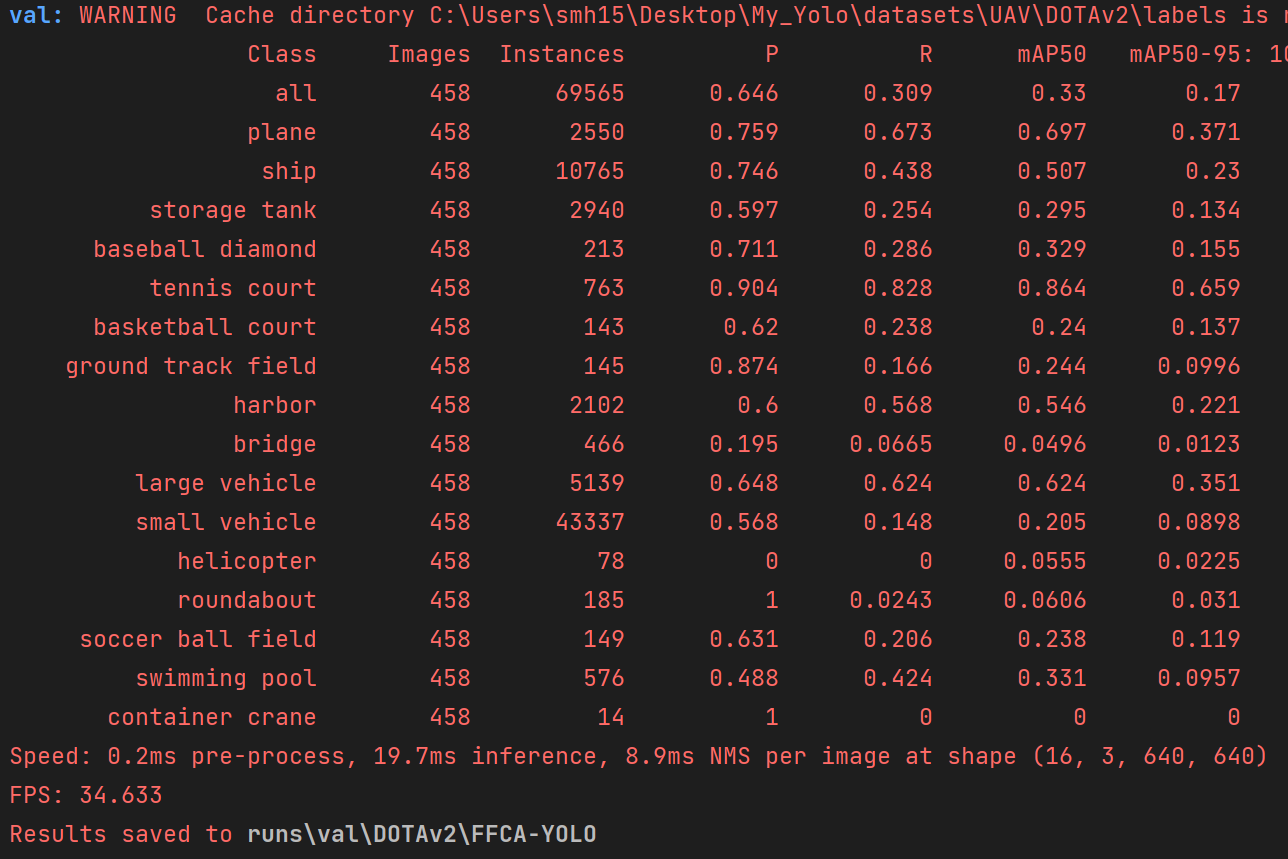 val: WARNING  Cache directory C:\Users\smh15\Desktop\My_Yolo\datasets\UAV\DOTAv2\labels is
Class Images Instances P R mAP50 mAP50-95:
all 458 69565 0.646 0.309 0.33 0.17
plane 458 2550 0.759 0.673 0.697 0.371
ship 458 10765 0.746 0.438 0.507 0.23
storage tank 458 2940 0.597 0.254 0.295 0.134
baseball diamond 458 213 0.711 0.286 0.329 0.155
tennis court 458 763 0.904 0.828 0.864 0.659
basketball court 458 143 0.62 0.238 0.24 0.137
ground track field 458 145 0.874 0.166 0.244 0.0996
harbor 458 2102 0.6 0.568 0.546 0.221
bridge 458 466 0.195 0.0665 0.0496 0.0123
large vehicle 458 5139 0.648 0.624 0.624 0.351
small vehicle 458 43337 0.568 0.148 0.205 0.0898
helicopter 458 78 0 0 0.0555 0.0225
roundabout 458 185 1 0.0243 0.0606 0.031
soccer ball field 458 149 0.631 0.206 0.238 0.119
swimming pool 458 576 0.488 0.424 0.331 0.0957
container crane 458 14 1 0 0 0
Speed: 0.2ms pre-process, 19.7ms inference, 8.9ms NMS per image at shape (16, 3, 640, 640)
FPS: 34.633
Results saved to runs\val\DOTAv2\FFCA-YOLO